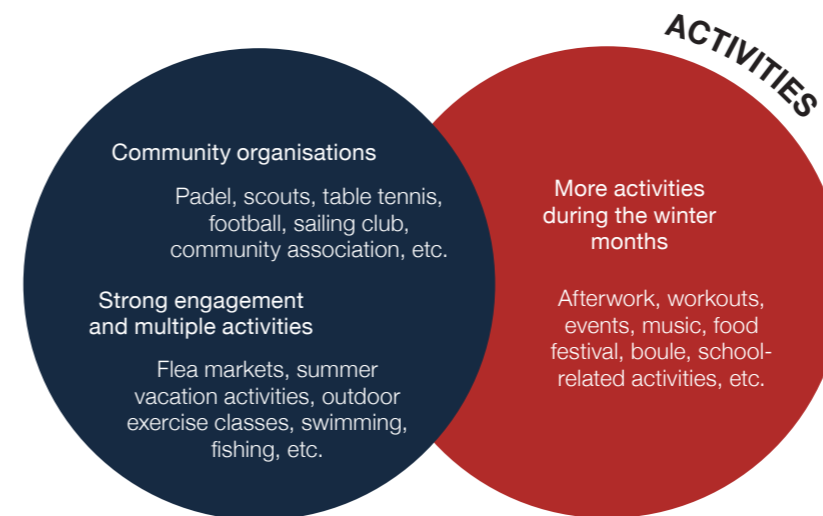 ACTIVITIES
Community organisations
Padel, scouts, table tennis,
football, sailing club,
community association, etc.
Strong engagement
and multiple activities
Flea markets, summer
vacation activities, outdoor
exercise classes, swimming,
fishing, etc.
More activities
during the winter
months
Afterwork, workouts,
events, music, food
festival, boule, school-
related activities, etc.